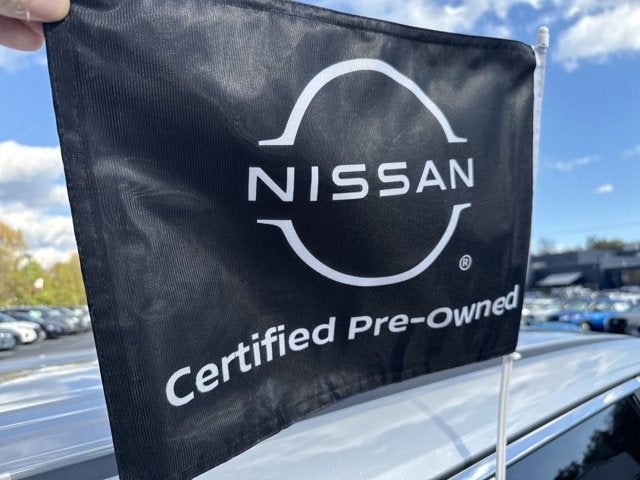 NISSAN
®
Certified Pre-Owned